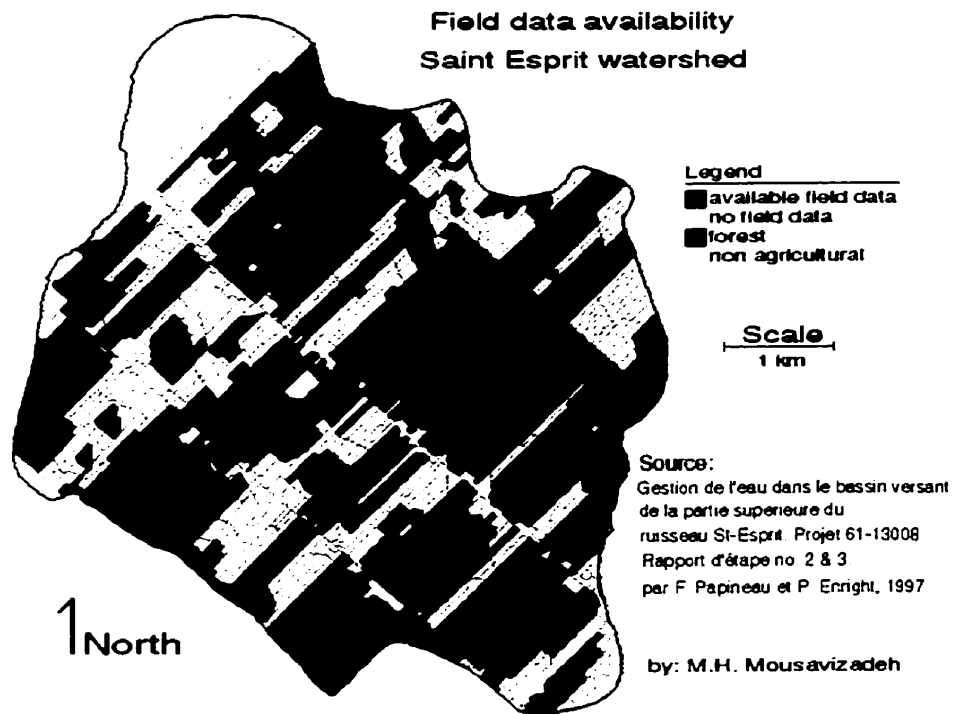 Field data availability
Saint Esprit watershed
Legend
available field data
no field data
forest
non agricultural
Scale
1 km
Source:
Gestion de l'eau dans le bassin versant
de la partie superieure du
ruisseau St-Esprit. Projet 61-13008
Rapport d'étape no. 2 & 3
par F Papineau et P Enright, 1997
North
by: M.H. Mousavizadeh